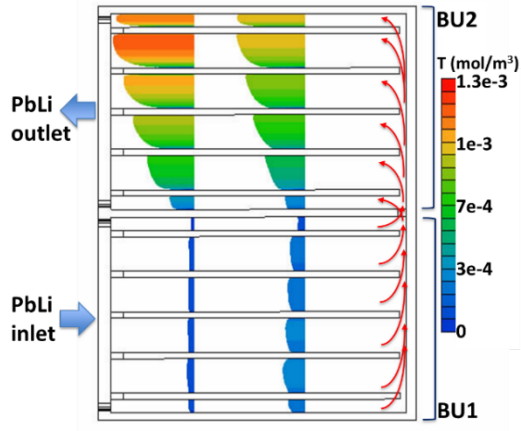 BU2
T (mol/m³)
1.3e-3
PbLi
outlet
1e-3
7e-4
PbLi
inlet
3e-4
0
BU1